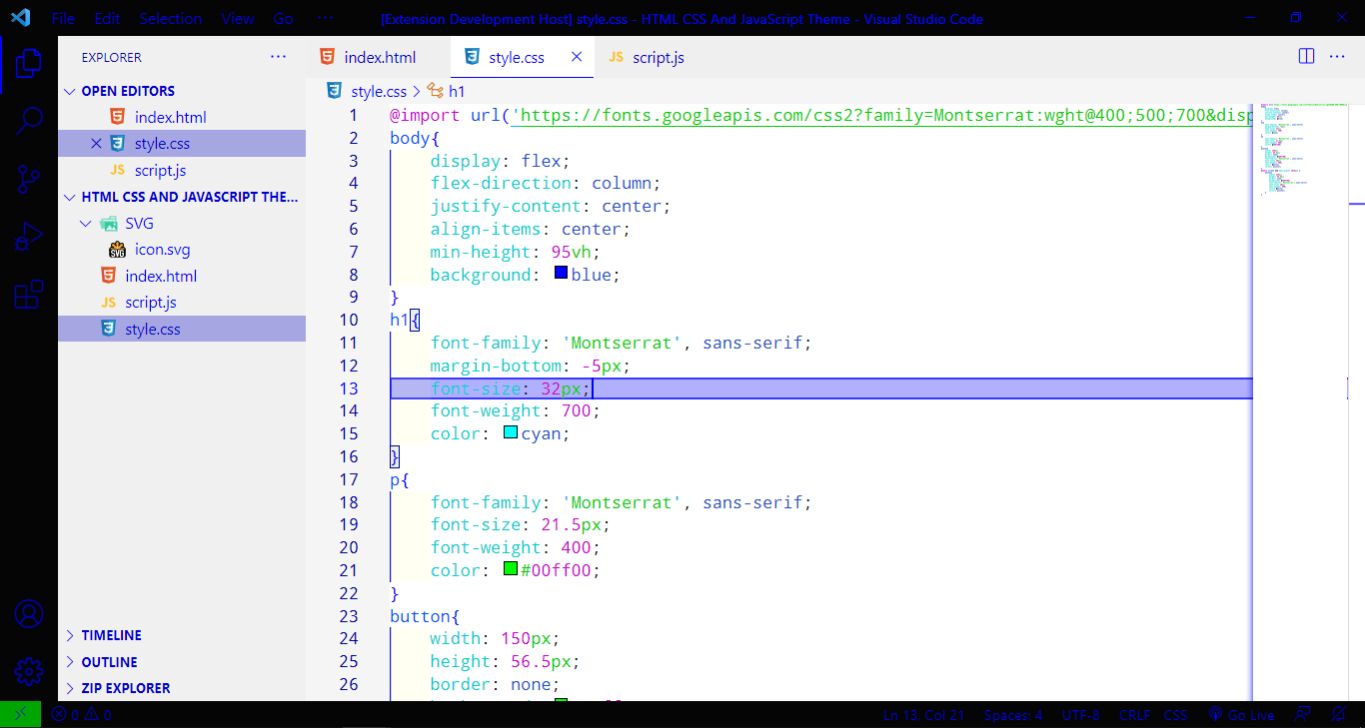 File Edit Selection View Go ··· [Extension Development Host] style.css - HTML CSS And JavaScript Theme - Visual Studio Code
EXPLORER ···
OPEN EDITORS
index.html
style.css
JS script.js
HTML CSS AND JAVASCRIPT THE...
SVG
SVG icon.svg
index.html
JS script.js
style.css
TIMELINE
OUTLINE
ZIP EXPLORER
index.html style.css JS script.js ···
style.css > h1
1 @import url('https://fonts.googleapis.com/css2?family=Montserrat:wght@400;500;700&disp
2 body{
3 display: flex;
4 flex-direction: column;
5 justify-content: center;
6 align-items: center;
7 min-height: 95vh;
8 background: blue;
9 }
10 h1{
11 font-family: 'Montserrat', sans-serif;
12 margin-bottom: -5px;
13 font-size: 32px;
14 font-weight: 700;
15 color: cyan;
16 }
17 p{
18 font-family: 'Montserrat', sans-serif;
19 font-size: 21.5px;
20 font-weight: 400;
21 color: #00ff00;
22 }
23 button{
24 width: 150px;
25 height: 56.5px;
26 border: none;
0 0 Ln 13, Col 21 Spaces: 4 UTF-8 CRLF CSS Go Live